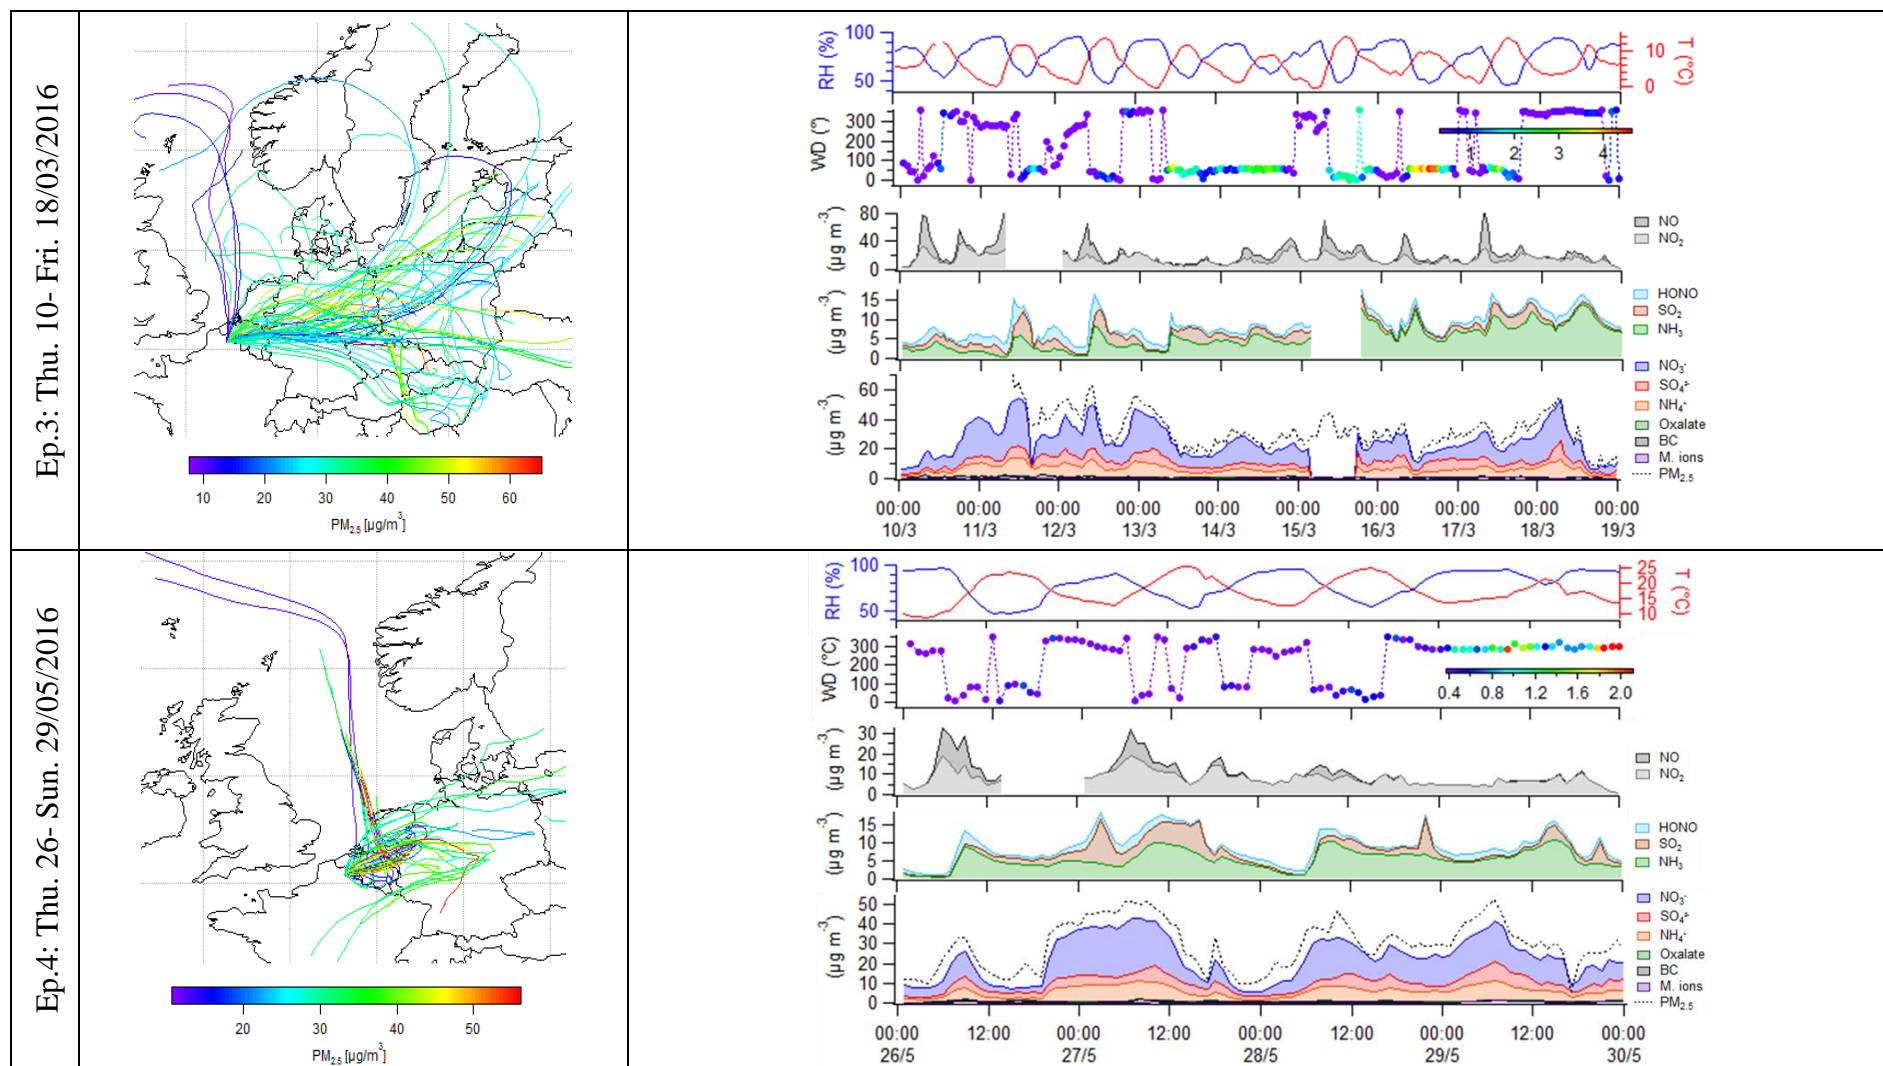 Ep.3: Thu. 10- Fri. 18/03/2016
10 20 30 40 50 60
PM2.5 [µg/m3]
RH (%)
100
50
T (°C)
10
0
WD (°)
300
200
100
0
1 2 3 4
(µg m-3)
80
40
0
NO
NO2
(µg m-3)
15
10
5
0
HONO
SO2
NH3
(µg m-3)
60
40
20
0
NO3-
SO42-
NH4+
Oxalate
BC
M. ions
PM2.5
00:00 00:00 00:00 00:00 00:00 00:00 00:00 00:00 00:00 00:00
10/3 11/3 12/3 13/3 14/3 15/3 16/3 17/3 18/3 19/3
Ep.4: Thu. 26- Sun. 29/05/2016
20 30 40 50
PM2.5 [µg/m3]
RH (%)
100
50
T (°C)
25
20
15
10
WD (°C)
300
200
100
0
0.4 0.8 1.2 1.6 2.0
(µg m-3)
30
20
10
0
NO
NO2
(µg m-3)
15
10
5
0
HONO
SO2
NH3
(µg m-3)
50
40
30
20
10
0
NO3-
SO42-
NH4+
Oxalate
BC
M. ions
PM2.5
00:00 12:00 00:00 12:00 00:00 12:00 00:00 12:00 00:00
26/5 27/5 28/5 29/5 30/5